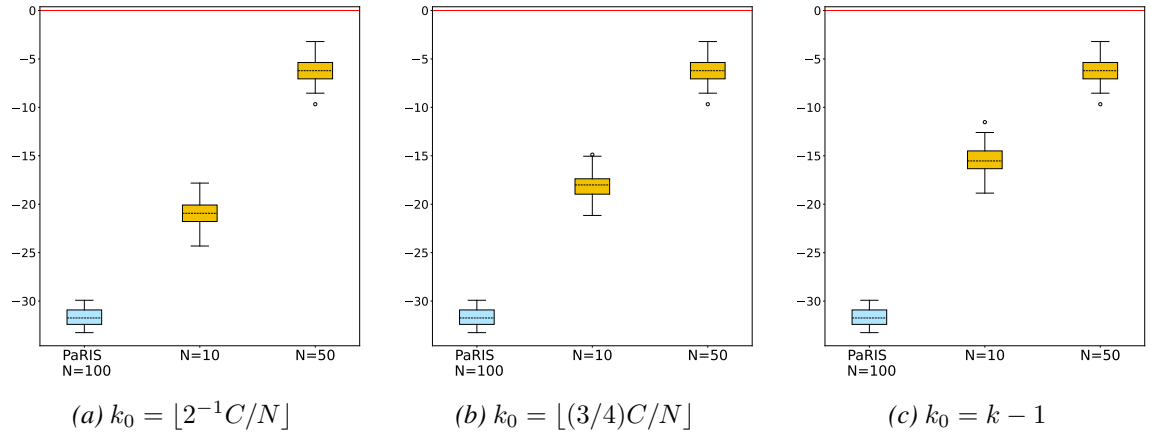 0
−5
−10
−15
−20
−25
−30
PaRIS
N=100
N=10
N=50
(a) k₀ = ⌊2⁻¹C/N⌋
0
−5
−10
−15
−20
−25
−30
PaRIS
N=100
N=10
N=50
(b) k₀ = ⌊(3/4)C/N⌋
0
−5
−10
−15
−20
−25
−30
PaRIS
N=100
N=10
N=50
(c) k₀ = k − 1